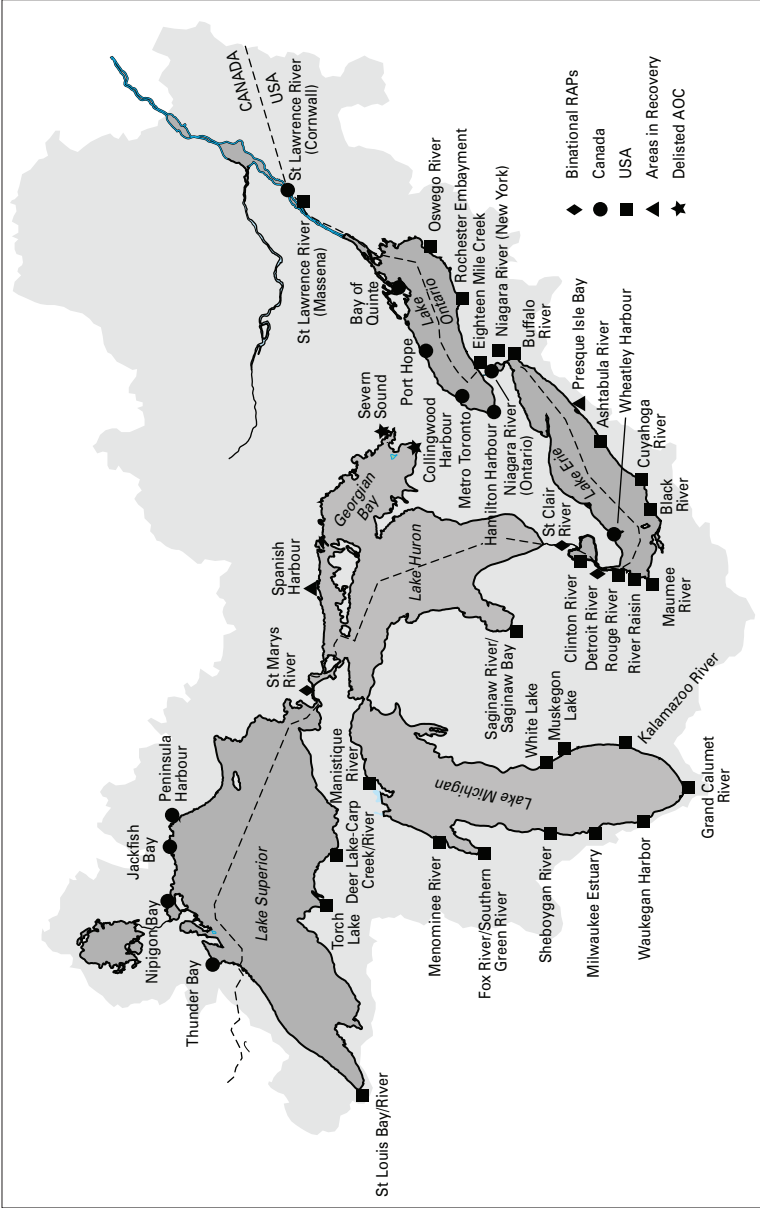 CANADA
USA
St Lawrence River
(Cornwall)
St Lawrence River
(Massena)
Bay of
Quinte
Oswego River
Lake
Ontario
Rochester Embayment
Eighteen Mile Creek
Niagara River (New York)
Buffalo
River
Port Hope
Metro Toronto
Hamilton Harbour
Niagara River
(Ontario)
Severn
Sound
Collingwood
Harbour
Georgian
Bay
Spanish
Harbour
Lake Huron
St Marys
River
St Clair
River
Lake Erie
Presque Isle Bay
Ashtabula River
Wheatley Harbour
Cuyahoga
River
Black
River
Maumee
River
River Raisin
Rouge River
Detroit River
Clinton River
Saginaw River/
Saginaw Bay
White Lake
Muskegon
Lake
Kalamazoo River
Grand Calumet
River
Lake Michigan
Waukegan Harbor
Milwaukee Estuary
Sheboygan River
Fox River/Southern
Green River
Menominee River
Manistique
River
Deer Lake-Carp
Creek/River
Torch
Lake
Lake Superior
Peninsula
Harbour
Jackfish
Bay
Nipigon Bay
Thunder Bay
St Louis Bay/River
Binational RAPs
Canada
USA
Areas in Recovery
Delisted AOC